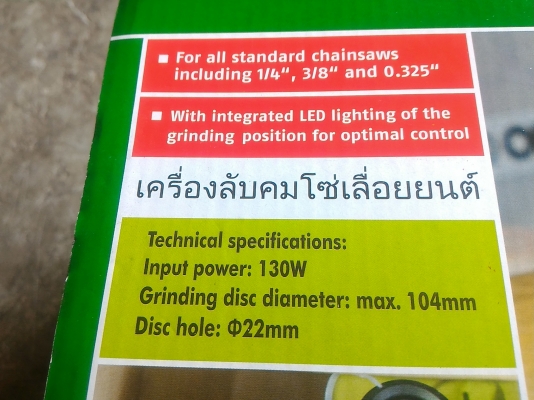 ■ For all standard chainsaws
including 1/4“, 3/8“ and 0.325“
■ With integrated LED lighting of the
grinding position for optimal control
เครื่องลับคมโซ่เลื่อยยนต์
Technical specifications:
Input power: 130W
Grinding disc diameter: max. 104mm
Disc hole: Φ22mm